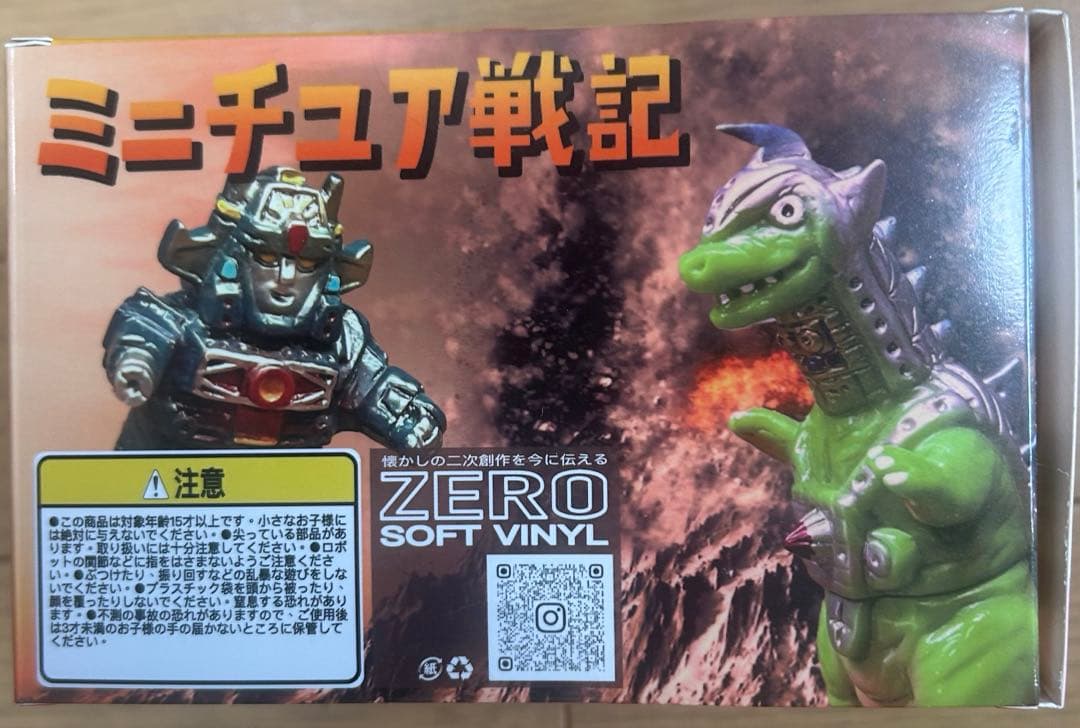 ミニチュア戦記
注意
●この商品は対象年齢15才以上です。小さなお子様に
は絶対に与えないでください。●尖っている部品があ
ります。取り扱いには十分注意してください。●ロボ
ットの関節などに指をはさまないようご注意くださ
い。●ぶつけたり、振り回すなどの乱暴な遊びをしな
いでください。●プラスチック袋を頭から被ったり、
顔を覆ったりしないでください。窒息する恐れがあり
ます。●不測の事故の恐れがありますので、ご使用後
は3才未満のお子様の手の届かないところに保管して
ください。
懐かしの二次創作を今に伝える
ZERO
SOFT VINYL
紙